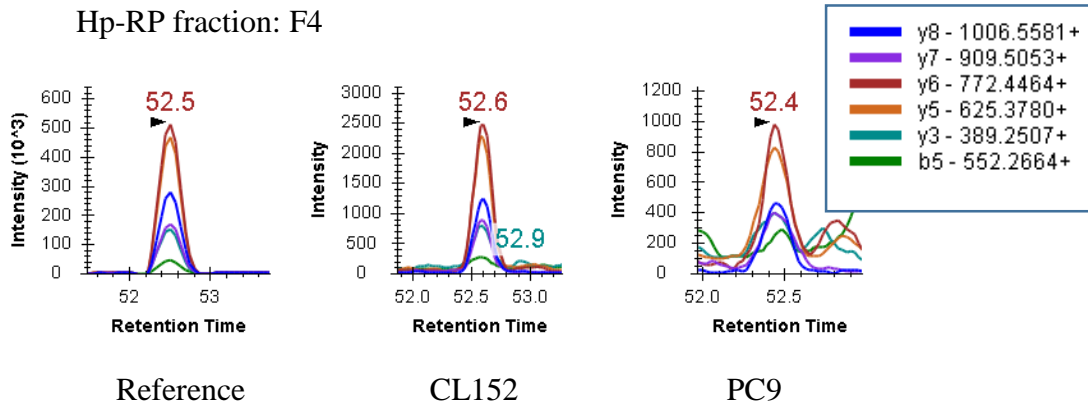 Hp-RP fraction: F4
y8 - 1006.5581+
y7 - 909.5053+
y6 - 772.4464+
y5 - 625.3780+
y3 - 389.2507+
b5 - 552.2664+
Intensity (10^3)
600
500
400
300
200
100
0
52.5
52
53
Retention Time
Reference
Intensity
3000
2500
2000
1500
1000
500
0
52.6
52.9
52.0
52.6
53.0
Retention Time
CL152
Intensity
1200
1000
800
600
400
200
0
52.4
52.0
52.5
Retention Time
PC9